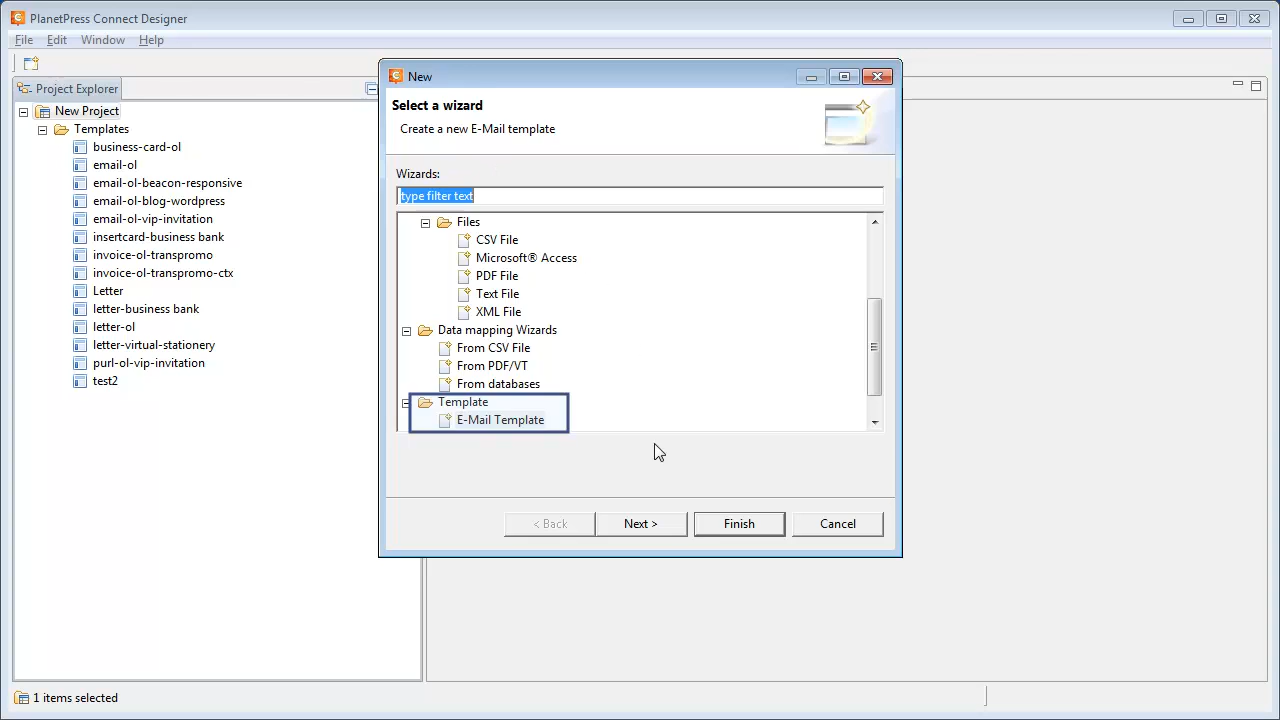 PlanetPress Connect Designer
File Edit Window Help
Project Explorer
New Project
Templates
business-card-ol
email-ol
email-ol-beacon-responsive
email-ol-blog-wordpress
email-ol-vip-invitation
insertcard-business bank
invoice-ol-transpromo
invoice-ol-transpromo-ctx
Letter
letter-business bank
letter-ol
letter-virtual-stationery
purl-ol-vip-invitation
test2
New
Select a wizard
Create a new E-Mail template
Wizards:
type filter text
Files
CSV File
Microsoft® Access
PDF File
Text File
XML File
Data mapping Wizards
From CSV File
From PDF/VT
From databases
Template
E-Mail Template
< Back Next > Finish Cancel
1 items selected